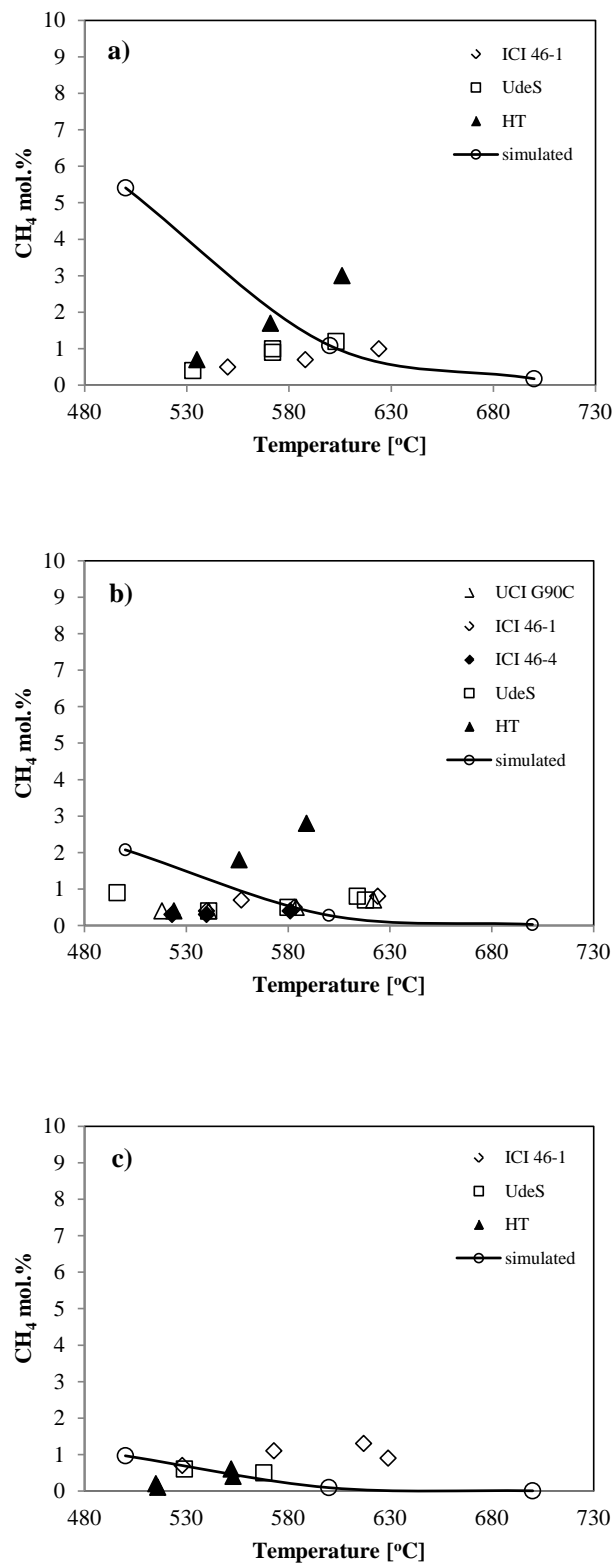 10
9
8
7
6
5
4
3
2
1
0
CH4 mol.%
a)
ICI 46-1
UdeS
HT
simulated
480 530 580 630 680 730
Temperature [oC]
10
9
8
7
6
5
4
3
2
1
0
CH4 mol.%
b)
UCI G90C
ICI 46-1
ICI 46-4
UdeS
HT
simulated
480 530 580 630 680 730
Temperature [oC]
10
9
8
7
6
5
4
3
2
1
0
CH4 mol.%
c)
ICI 46-1
UdeS
HT
simulated
480 530 580 630 680 730
Temperature [oC]